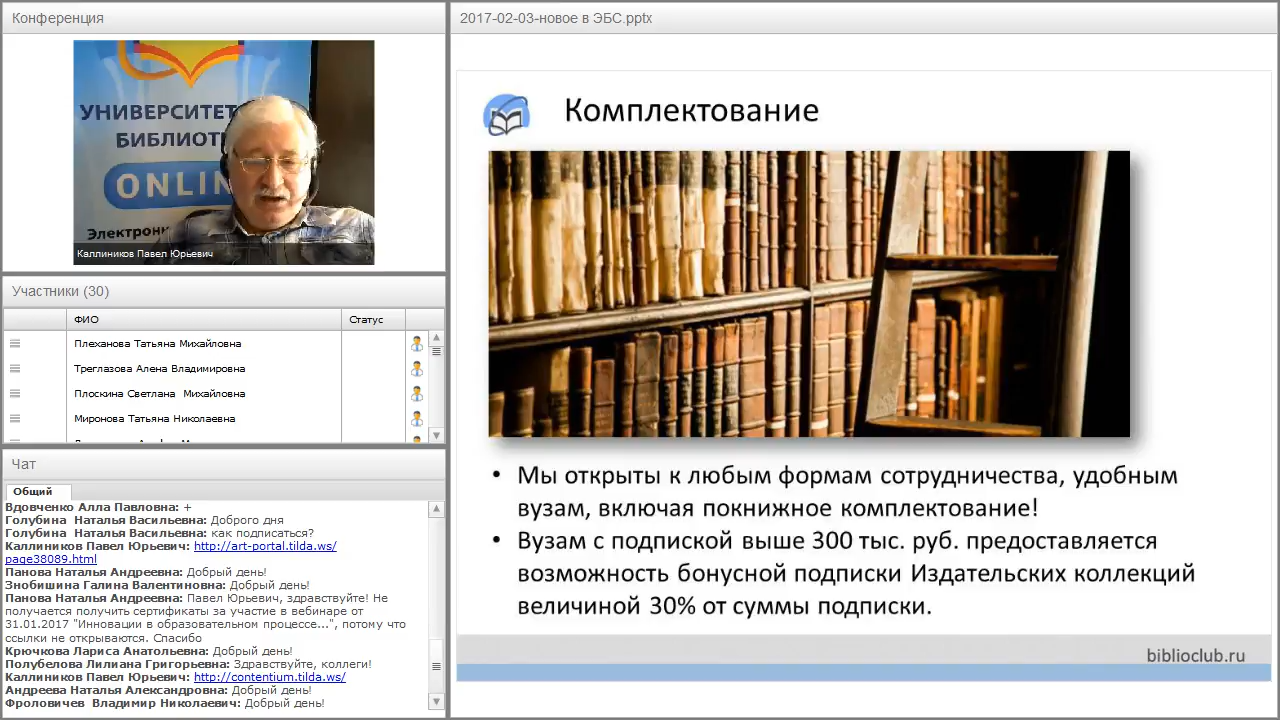 Конференция
УНИВЕРСИТЕТ
БИБЛИОТ
ONLIN
Электрон
Каллиников Павел Юрьевич
Участники (30)
ФИО Статус
Плеханова Татьяна Михайловна
Треглазова Алена Владимировна
Плоскина Светлана Михайловна
Миронова Татьяна Николаевна
Чат
Общий
Вдовченко Алла Павловна: +
Голубина Наталья Васильевна: Доброго дня
Голубина Наталья Васильевна: как подписаться?
Каллиников Павел Юрьевич: http://art-portal.tilda.ws/
page38089.html
Панова Наталья Андреевна: Добрый день!
Знобишина Галина Валентиновна: Добрый день!
Панова Наталья Андреевна: Павел Юрьевич, здравствуйте! Не
получается получить сертификаты за участие в вебинаре от
31.01.2017 "Инновации в образовательном процессе...", потому что
ссылки не открываются. Спасибо
Крючкова Лариса Анатольевна: Добрый день!
Полубелова Лилиана Григорьевна: Здравствуйте, коллеги!
Каллиников Павел Юрьевич: http://contentium.tilda.ws/
Андреева Наталья Александровна: Добрый день!
Фроловичев Владимир Николаевич: Добрый день!
2017-02-03-новое в ЭБС.pptx
Комплектование
• Мы открыты к любым формам сотрудничества, удобным
вузам, включая покнижное комплектование!
• Вузам с подпиской выше 300 тыс. руб. предоставляется
возможность бонусной подписки Издательских коллекций
величиной 30% от суммы подписки.
biblioclub.ru